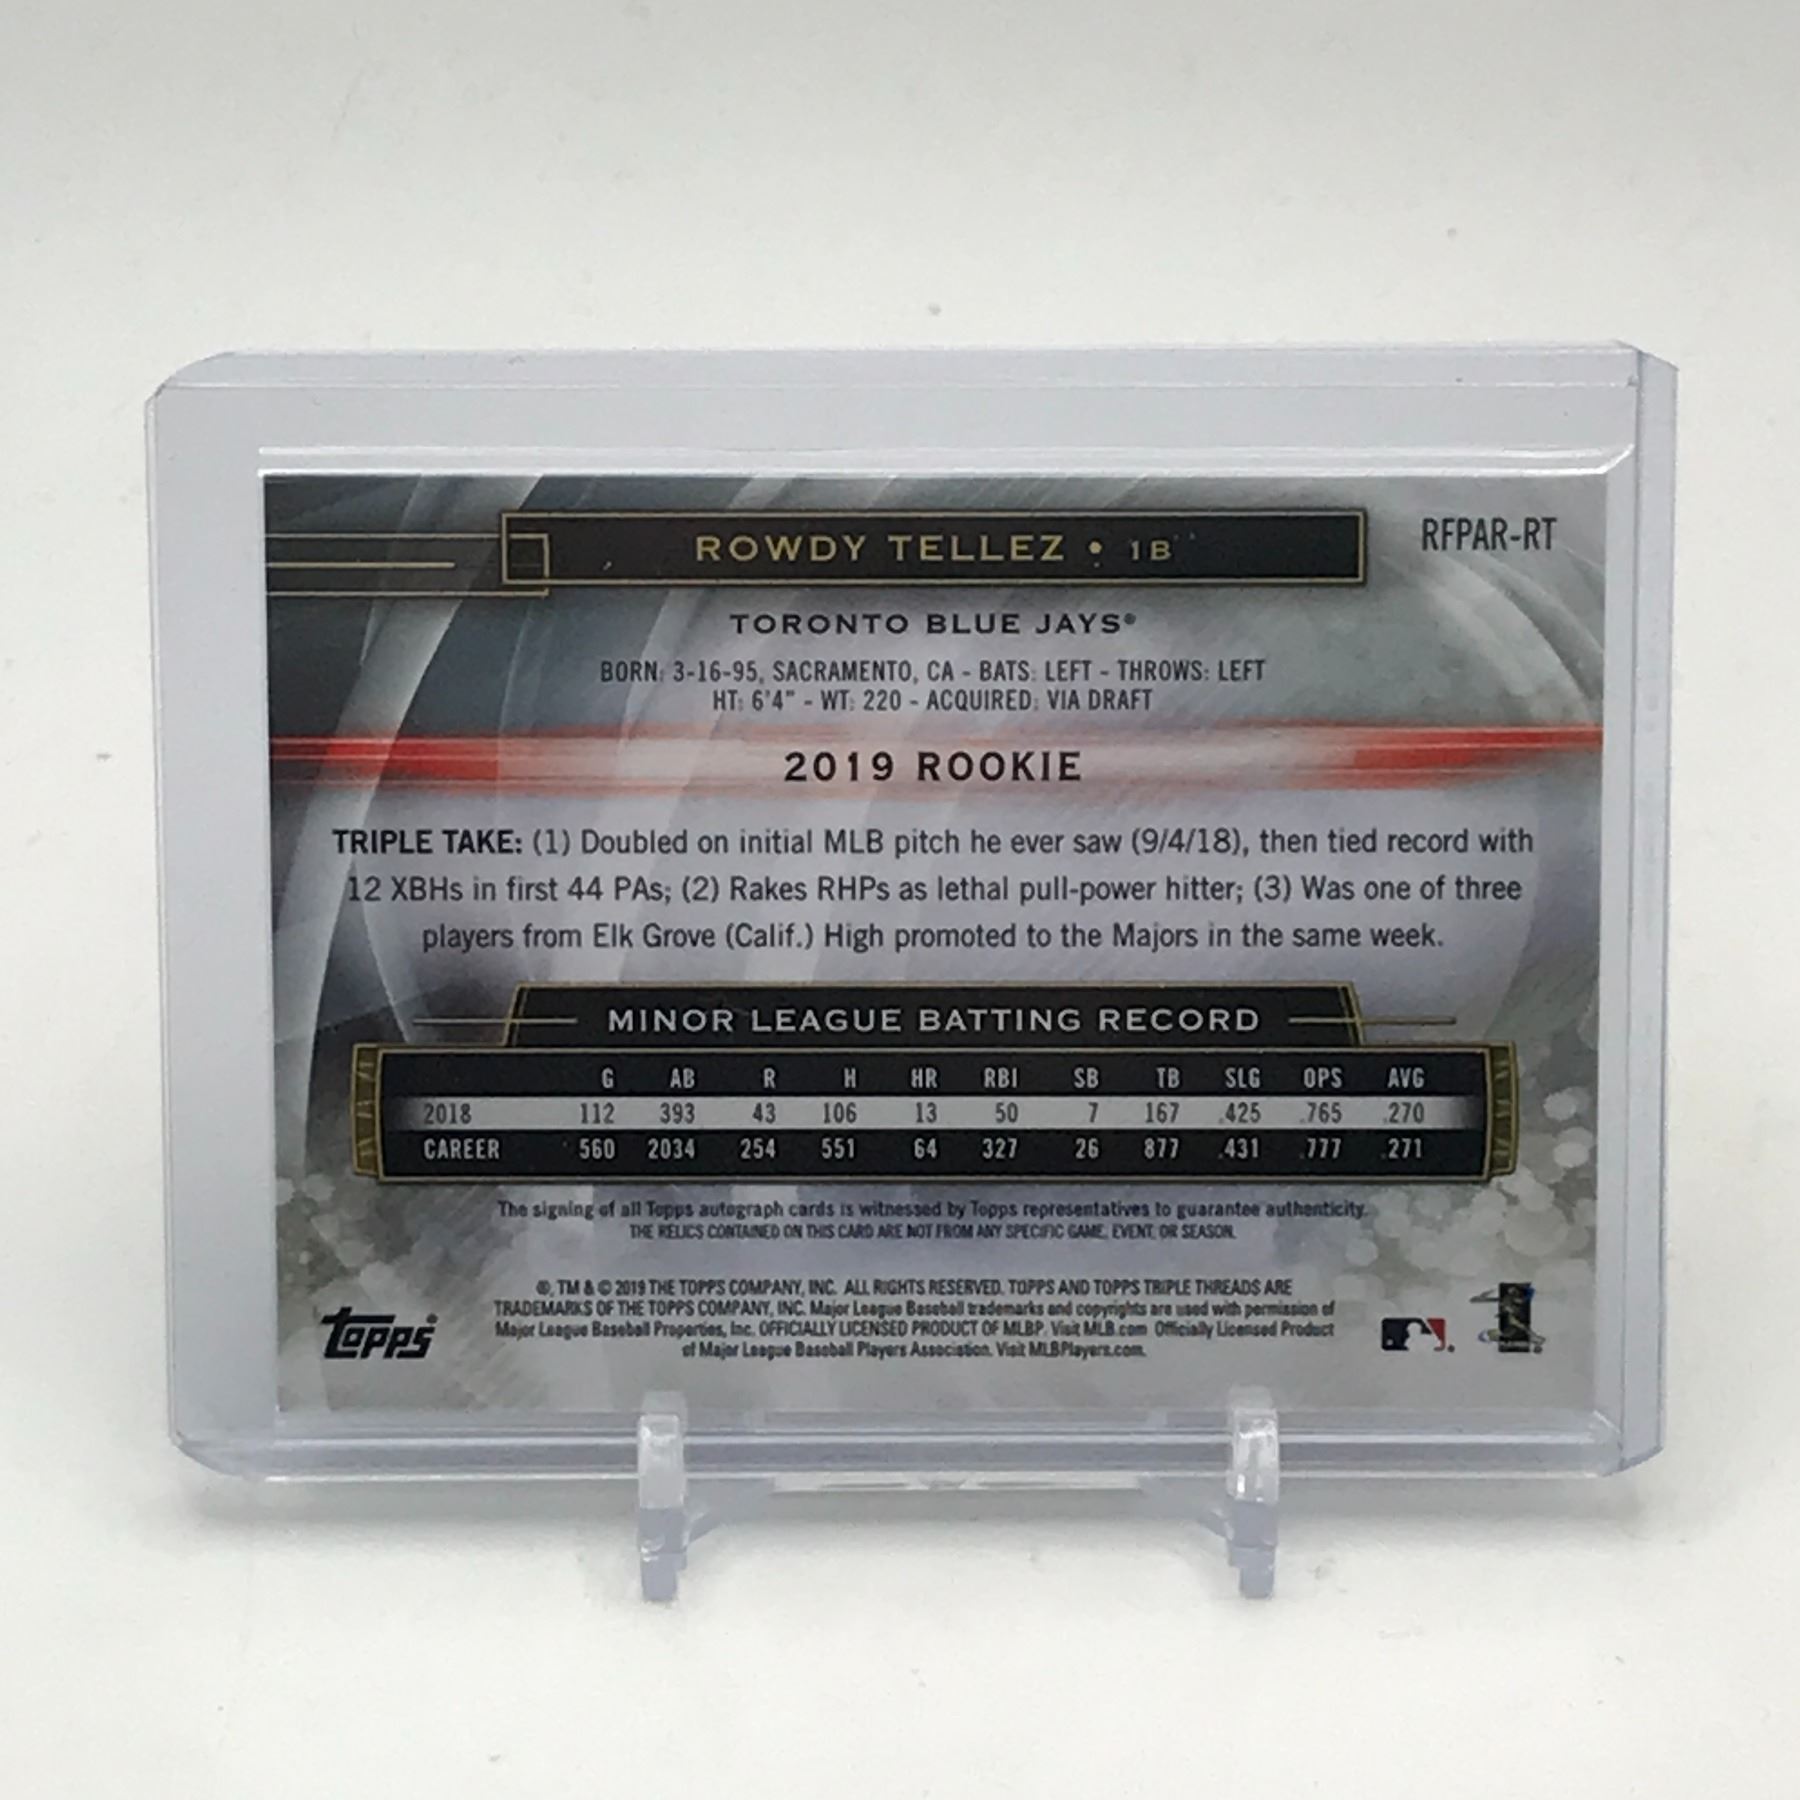 ROWDY TELLEZ • 1B
RFPAR-RT
TORONTO BLUE JAYS®
BORN: 3-16-95, SACRAMENTO, CA - BATS: LEFT - THROWS: LEFT
HT: 6'4" - WT: 220 - ACQUIRED: VIA DRAFT
2019 ROOKIE
TRIPLE TAKE: (1) Doubled on initial MLB pitch he ever saw (9/4/18), then tied record with
12 XBHs in first 44 PAs; (2) Rakes RHPs as lethal pull-power hitter; (3) Was one of three
players from Elk Grove (Calif.) High promoted to the Majors in the same week.
MINOR LEAGUE BATTING RECORD
G AB R H HR RBI SB TB SLG OPS AVG
2018 112 393 43 106 13 50 7 167 .425 .765 .270
CAREER 560 2034 254 551 64 327 26 877 .431 .777 .271
The signing of all Topps autograph cards is witnessed by Topps representatives to guarantee authenticity.
THE RELICS CONTAINED ON THIS CARD ARE NOT FROM ANY SPECIFIC GAME, EVENT, OR SEASON.
®, TM & © 2019 THE TOPPS COMPANY, INC. ALL RIGHTS RESERVED. TOPPS AND TOPPS TRIPLE THREADS ARE
TRADEMARKS OF THE TOPPS COMPANY, INC. Major League Baseball trademarks and copyrights are used with permission of
Major League Baseball Properties, Inc. OFFICIALLY LICENSED PRODUCT OF MLBP. Visit MLB.com Officially Licensed Product
of Major League Baseball Players Association. Visit MLBPlayers.com.
topps®